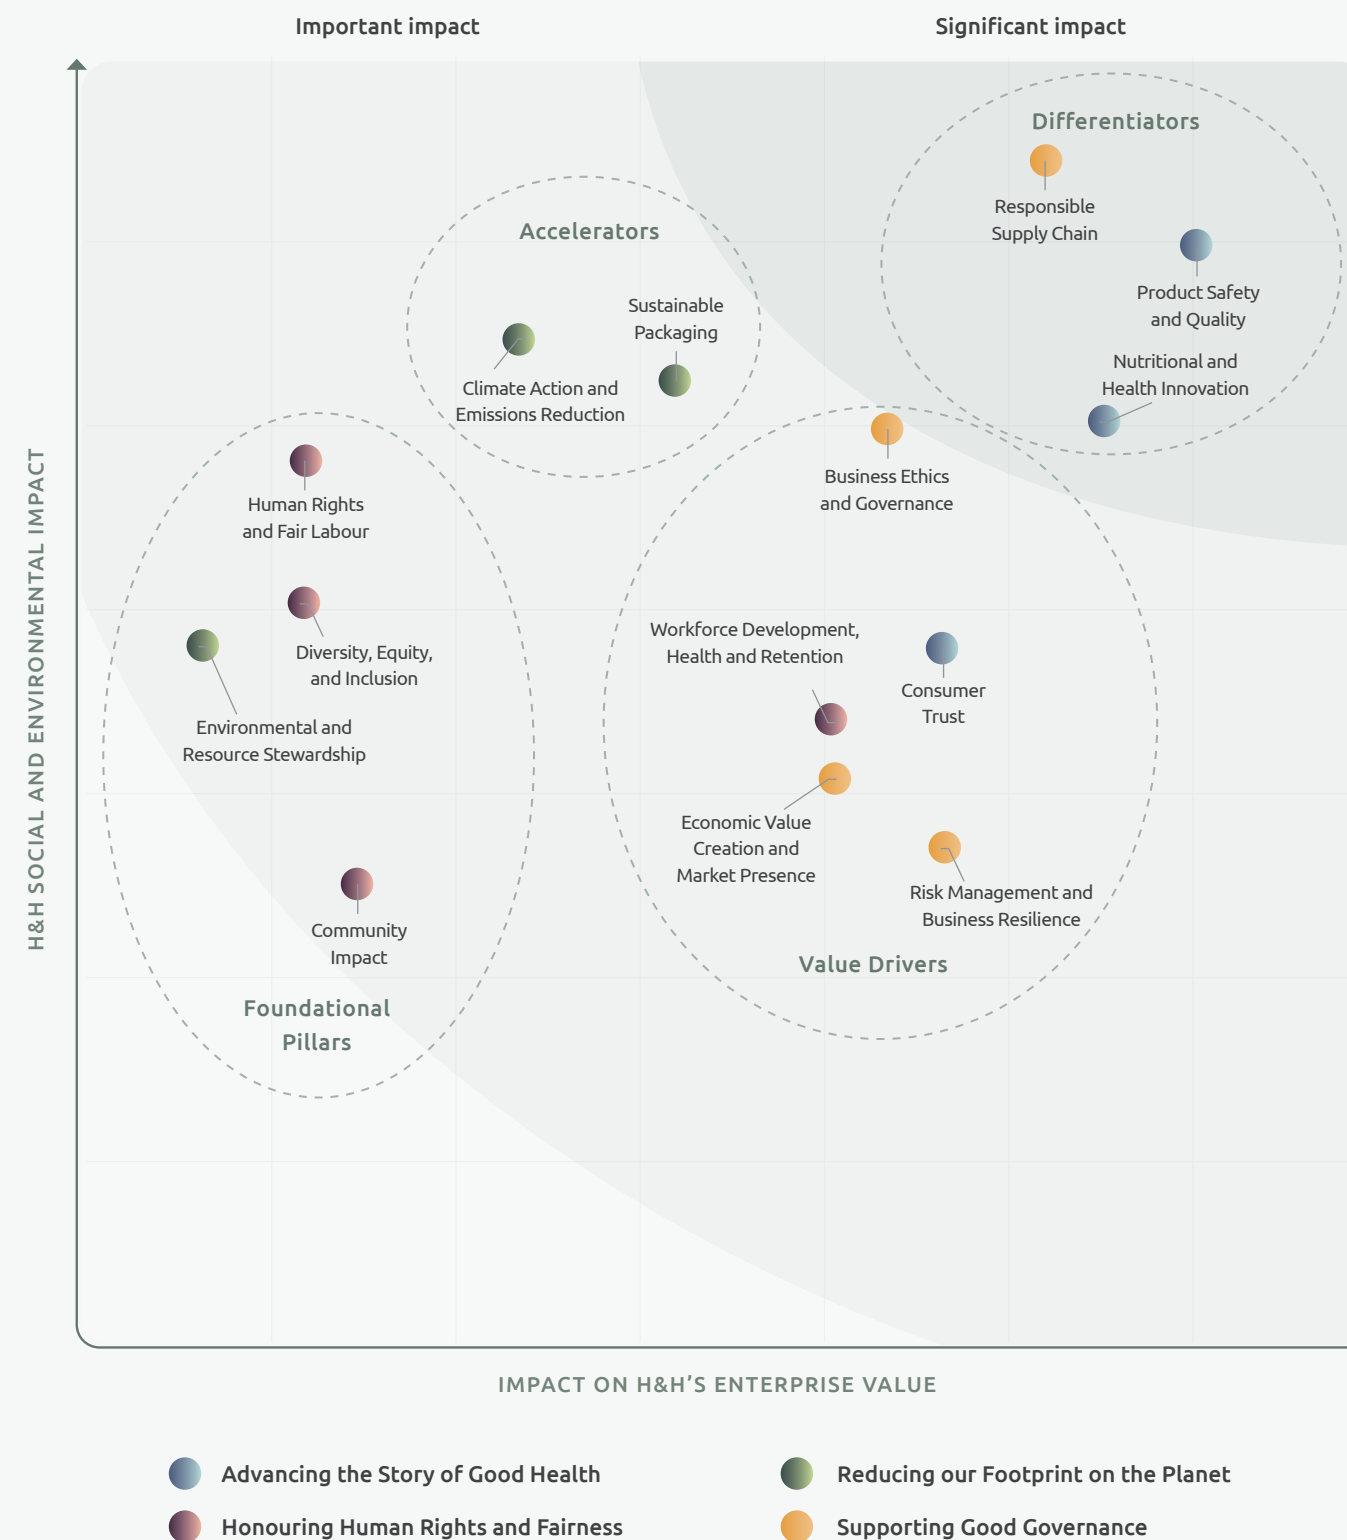 Important impact
Significant impact
Differentiators
Responsible
Supply Chain
Accelerators
Product Safety
and Quality
Sustainable
Packaging
Nutritional and
Health Innovation
Climate Action and
Emissions Reduction
Business Ethics
and Governance
Human Rights
and Fair Labour
Workforce Development,
Health and Retention
Diversity, Equity,
and Inclusion
Consumer
Trust
Environmental and
Resource Stewardship
Economic Value
Creation and
Market Presence
Risk Management and
Business Resilience
Community
Impact
Value Drivers
Foundational
Pillars
H&H SOCIAL AND ENVIRONMENTAL IMPACT
IMPACT ON H&H’S ENTERPRISE VALUE
Advancing the Story of Good Health
Reducing our Footprint on the Planet
Honouring Human Rights and Fairness
Supporting Good Governance